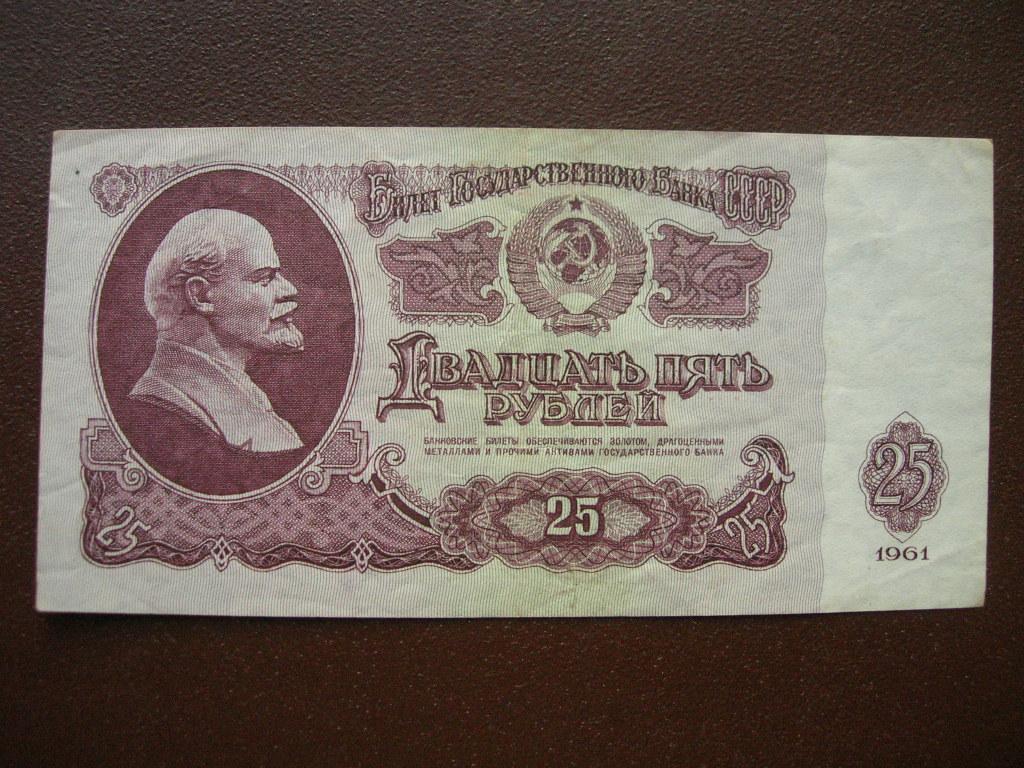 Билет Государственного Банка СССР
Двадцать пять
рублей
БАНКОВСКИЕ БИЛЕТЫ ОБЕСПЕЧИВАЮТСЯ ЗОЛОТОМ, ДРАГОЦЕННЫМИ
МЕТАЛЛАМИ И ПРОЧИМИ АКТИВАМИ ГОСУДАРСТВЕННОГО БАНКА
25
25
25
25
1961